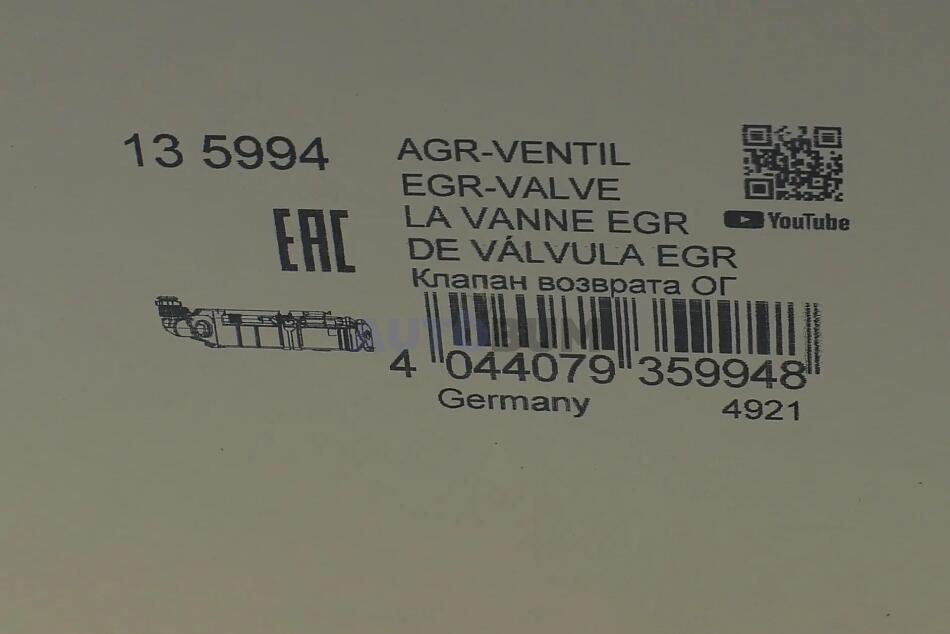 13 5994
AGR-VENTIL
EGR-VALVE
LA VANNE EGR
DE VÁLVULA EGR
Клапан возврата ОГ
EAC
YouTube
AUTOBUM
4 044079 359948
Germany
4921